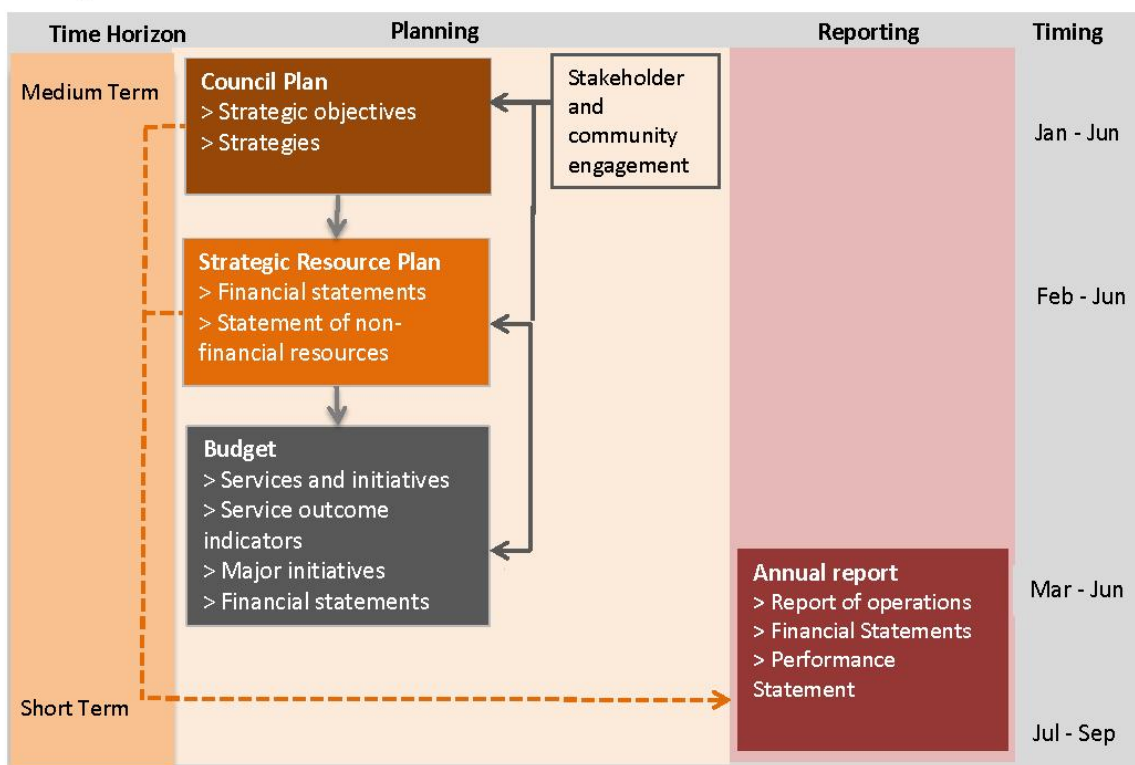 Time Horizon
Planning
Reporting
Timing
Medium Term
Council Plan
> Strategic objectives
> Strategies
Stakeholder
and
community
engagement
Jan - Jun
Strategic Resource Plan
> Financial statements
> Statement of non-
financial resources
Feb - Jun
Budget
> Services and initiatives
> Service outcome
indicators
> Major initiatives
> Financial statements
Annual report
> Report of operations
> Financial Statements
> Performance
Statement
Mar - Jun
Short Term
Jul - Sep